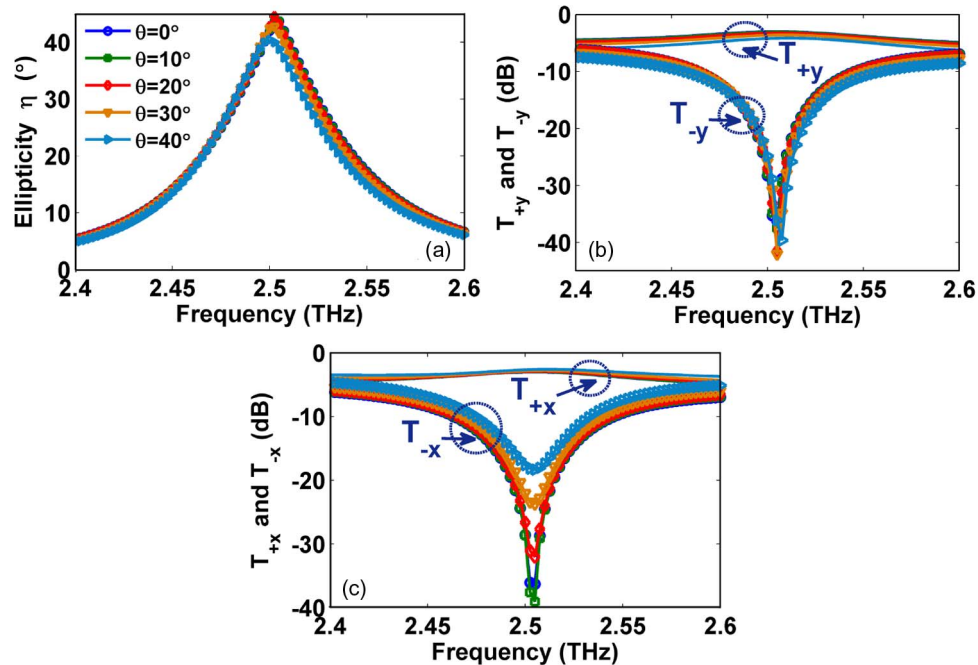 Ellipticity η (°)
45
40
30
20
10
0
θ=0°
θ=10°
θ=20°
θ=30°
θ=40°
(a)
2.4 2.45 2.5 2.55 2.6
Frequency (THz)
T+y and T-y (dB)
0
-10
-20
-30
-40
T+y
T-y
(b)
2.4 2.45 2.5 2.55 2.6
Frequency (THz)
T+x and T-x (dB)
0
-10
-20
-30
-40
T+x
T-x
(c)
2.4 2.45 2.5 2.55 2.6
Frequency (THz)